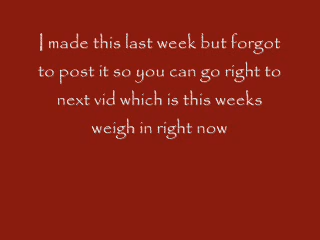 I made this last week but forgot
to post it so you can go right to
next vid which is this weeks
weigh in right now